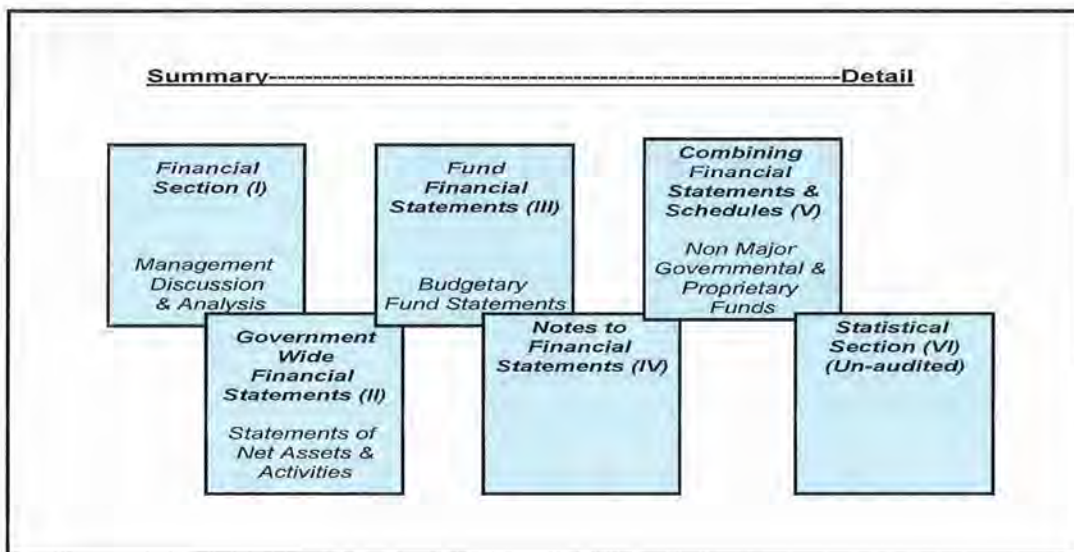 Summary------------------------------------------------------------------Detail
Financial
Section (I)
Management
Discussion
& Analysis
Government
Wide
Financial
Statements (II)
Statements of
Net Assets &
Activities
Fund
Financial
Statements (III)
Budgetary
Fund Statements
Notes to
Financial
Statements (IV)
Combining
Financial
Statements &
Schedules (V)
Non Major
Governmental &
Proprietary
Funds
Statistical
Section (VI)
(Un-audited)